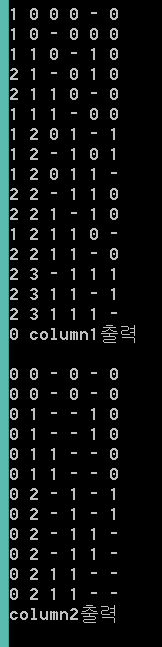 1 0 0 0 - 0
1 0 - 0 0 0
1 1 0 - 1 0
2 1 - 0 1 0
2 1 1 0 - 0
1 1 1 - 0 0
1 2 0 1 - 1
1 2 - 1 0 1
1 2 0 1 1 -
2 2 - 1 1 0
2 2 1 - 1 0
1 2 1 1 0 -
2 2 1 1 - 0
2 3 - 1 1 1
2 3 1 1 - 1
2 3 1 1 1 -
0 column1출력
0 0 - 0 - 0
0 0 - 0 - 0
0 1 - - 1 0
0 1 - - 1 0
0 1 1 - - 0
0 1 1 - - 0
0 2 - 1 - 1
0 2 - 1 - 1
0 2 - 1 1 -
0 2 - 1 1 -
0 2 1 1 - -
0 2 1 1 - -
column2출력